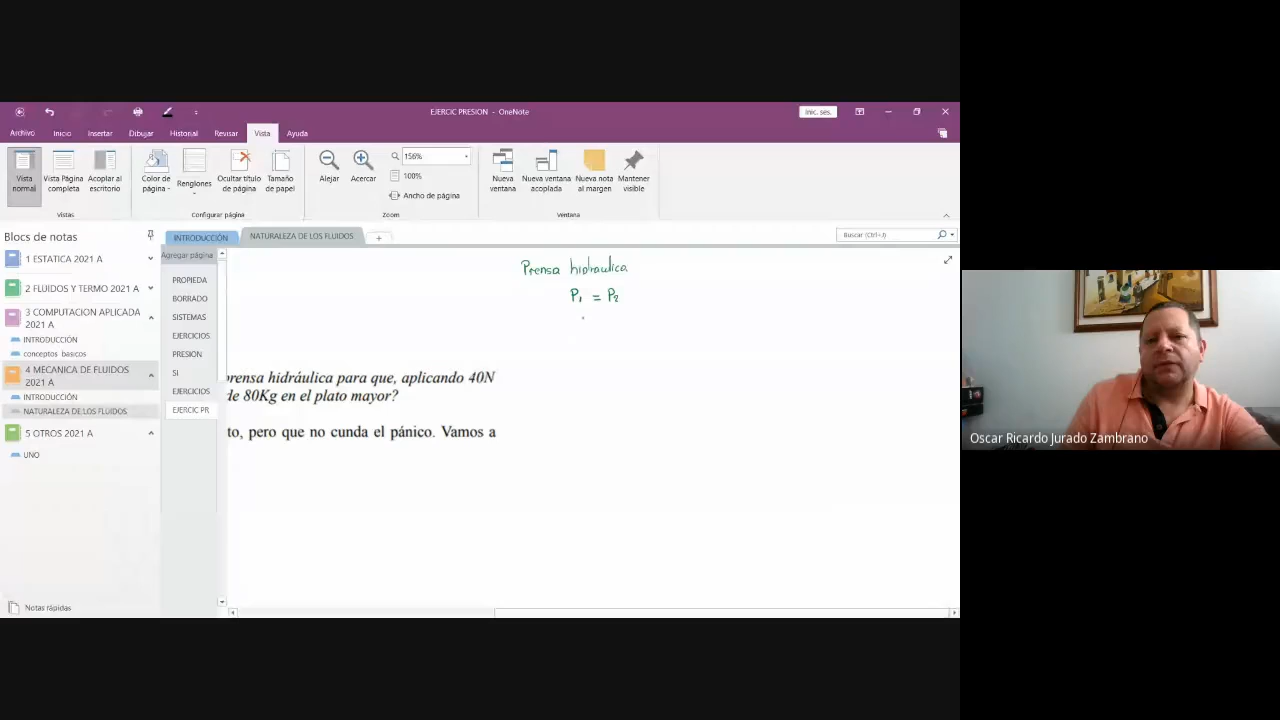 EJERCIC PRESION - OneNote
Inic. ses.
Archivo Inicio Insertar Dibujar Historial Revisar Vista Ayuda
Vista normal
Vista Página completa
Acoplar al escritorio
Color de página
Renglones
Ocultar título de página
Tamaño de papel
Alejar
Acercar
156%
100%
Ancho de página
Nueva ventana
Nueva ventana acoplada
Nueva nota al margen
Mantener visible
Vistas
Configurar página
Zoom
Ventana
Blocs de notas
INTRODUCCIÓN
NATURALEZA DE LOS FLUIDOS
+
Buscar (Ctrl+J)
1 ESTATICA 2021 A
2 FLUIDOS Y TERMO 2021 A
3 COMPUTACION APLICADA 2021 A
INTRODUCCIÓN
conceptos basicos
4 MECANICA DE FLUIDOS 2021 A
INTRODUCCIÓN
NATURALEZA DE LOS FLUIDOS
5 OTROS 2021 A
UNO
Notas rápidas
Agregar página
PROPIEDA
BORRADO
SISTEMAS
EJERCICIOS
PRESION
SI
EJERCICIOS
EJERCIC PR
Prensa hidraulica
P₁ = P₂
prensa hidráulica para que, aplicando 40N
de 80Kg en el plato mayor?
to, pero que no cunda el pánico. Vamos a
Oscar Ricardo Jurado Zambrano